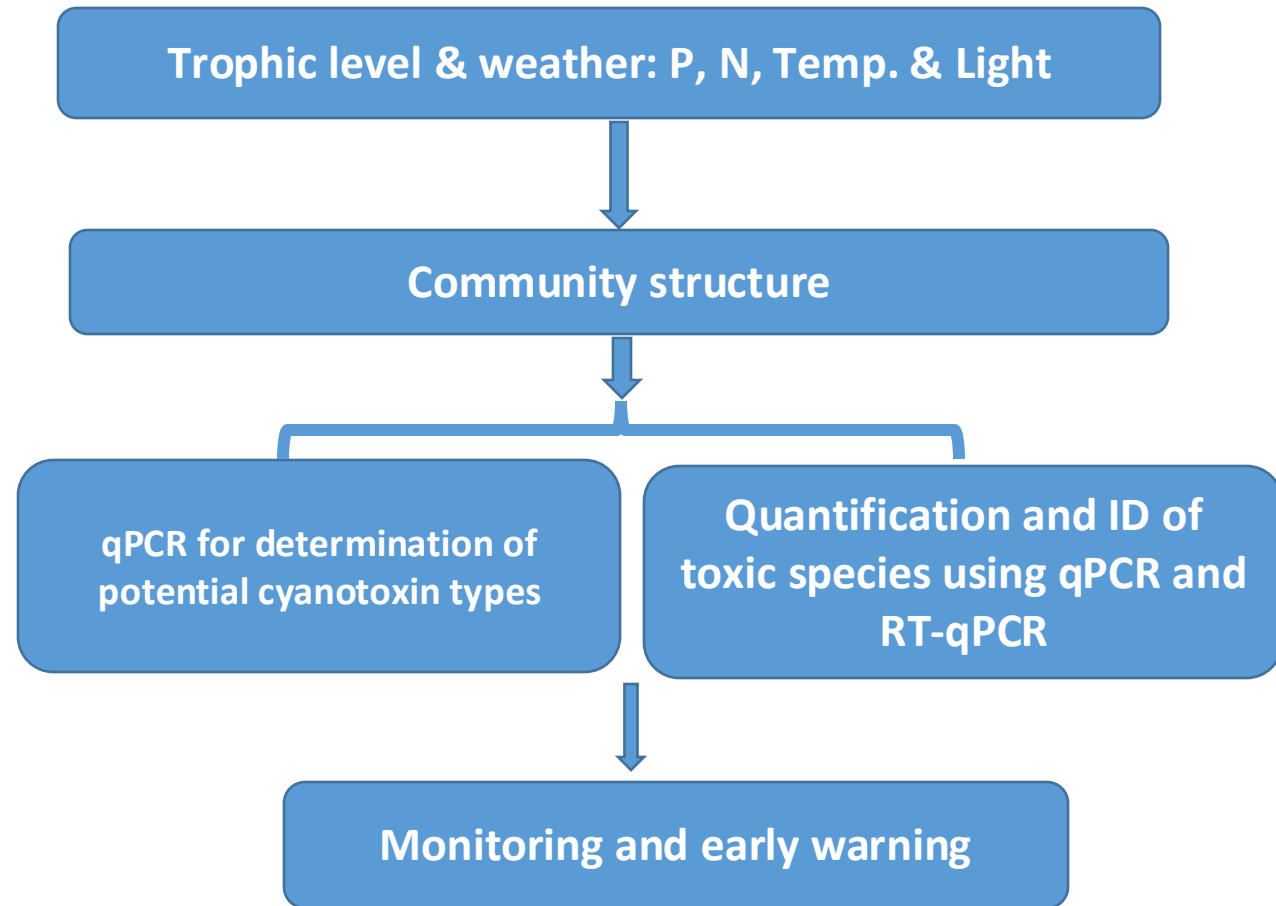 Trophic level & weather: P, N, Temp. & Light
Community structure
qPCR for determination of
potential cyanotoxin types
Quantification and ID of
toxic species using qPCR and
RT-qPCR
Monitoring and early warning